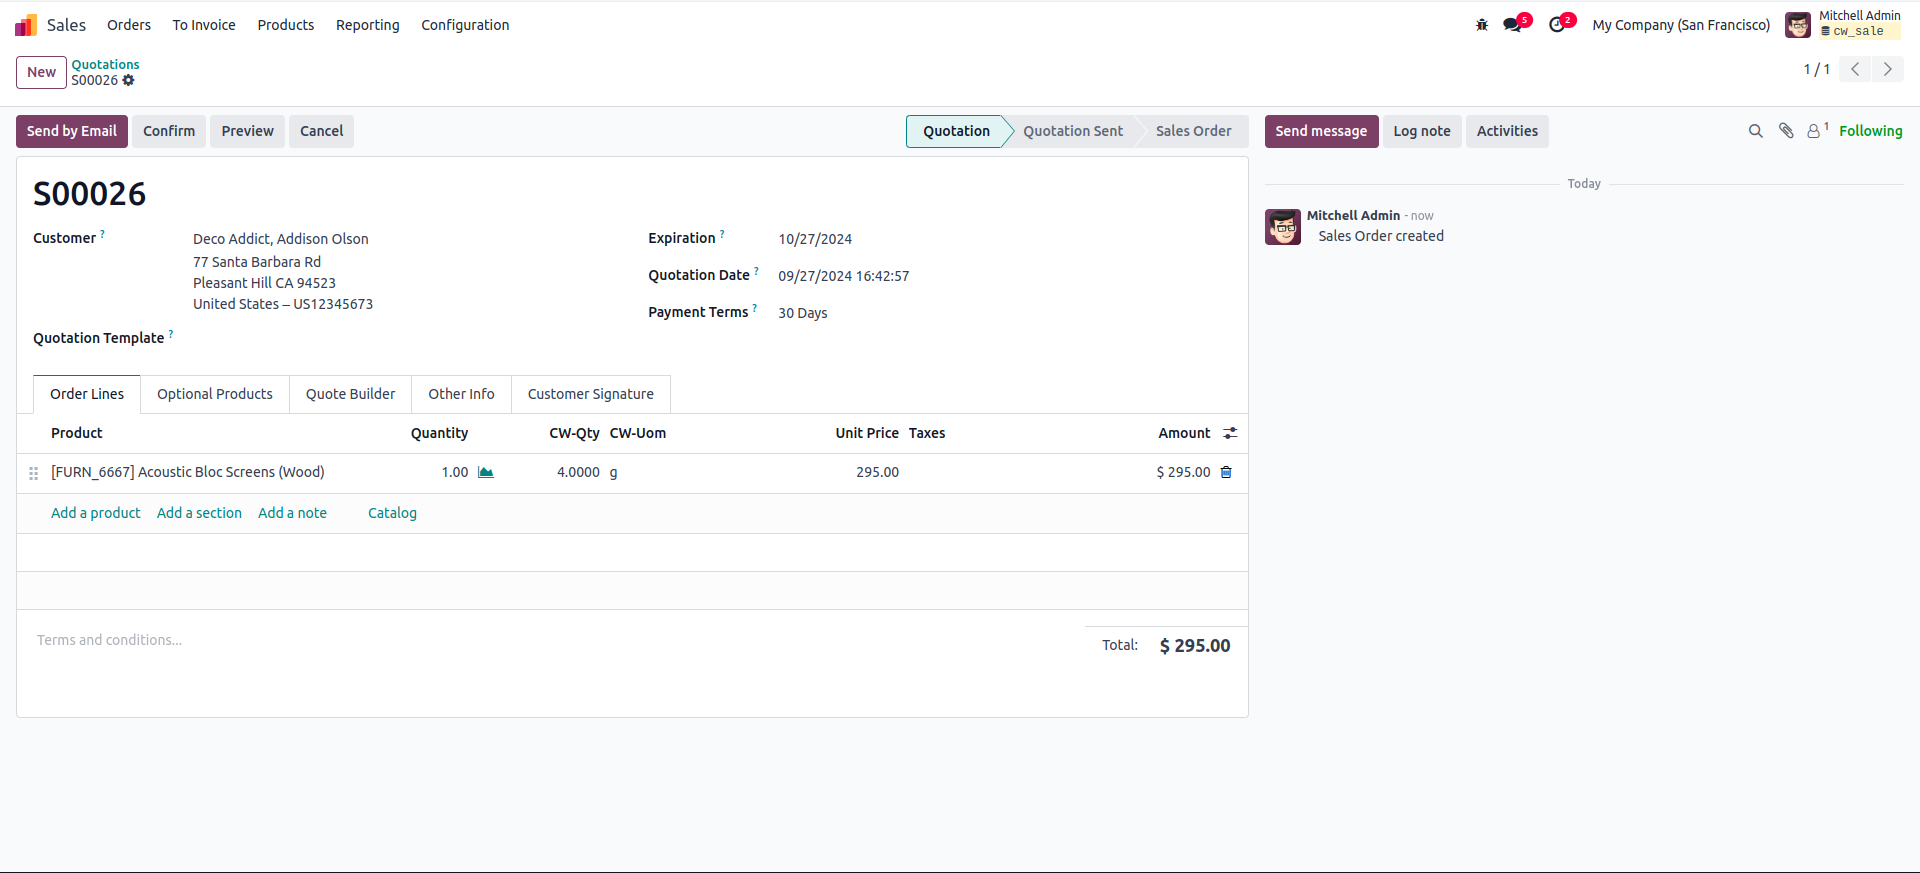 Sales Orders To Invoice Products Reporting Configuration 5 2 My Company (San Francisco) Mitchell Admin
cw_sale
New Quotations
S00026
1 / 1
Send by Email Confirm Preview Cancel Quotation Quotation Sent Sales Order Send message Log note Activities 1 Following
Today
S00026
Mitchell Admin - now
Sales Order created
Customer ? Deco Addict, Addison Olson Expiration ? 10/27/2024
77 Santa Barbara Rd
Pleasant Hill CA 94523 Quotation Date ? 09/27/2024 16:42:57
United States – US12345673 Payment Terms ? 30 Days
Quotation Template ?
Order Lines Optional Products Quote Builder Other Info Customer Signature
Product Quantity CW-Qty CW-Uom Unit Price Taxes Amount
[FURN_6667] Acoustic Bloc Screens (Wood) 1.00 4.0000 g 295.00 $ 295.00
Add a product Add a section Add a note Catalog
Terms and conditions... Total: $ 295.00